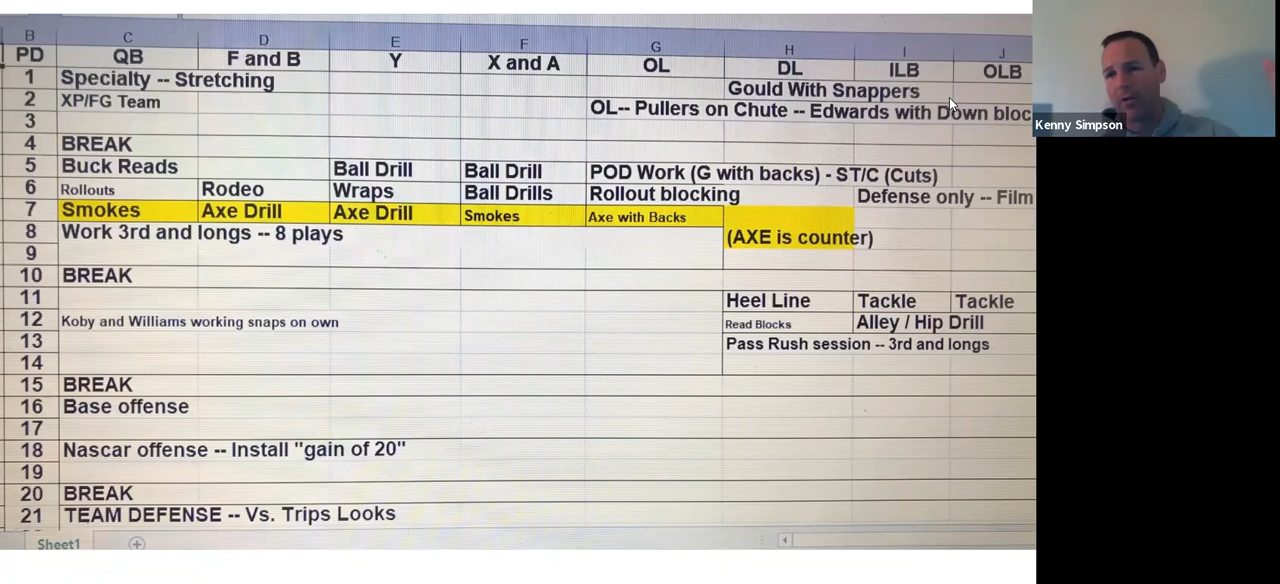 B C D E F G H I J
PD QB F and B Y X and A OL DL ILB OLB
1 Specialty -- Stretching Gould With Snappers
2 XP/FG Team OL-- Pullers on Chute -- Edwards with Down bloc
3
4 BREAK
5 Buck Reads Ball Drill Ball Drill POD Work (G with backs) - ST/C (Cuts)
6 Rollouts Rodeo Wraps Ball Drills Rollout blocking Defense only -- Film
7 Smokes Axe Drill Axe Drill Smokes Axe with Backs
8 Work 3rd and longs -- 8 plays (AXE is counter)
9
10 BREAK
11 Heel Line Tackle Tackle
12 Koby and Williams working snaps on own Read Blocks Alley / Hip Drill
13 Pass Rush session -- 3rd and longs
14
15 BREAK
16 Base offense
17
18 Nascar offense -- Install "gain of 20"
19
20 BREAK
21 TEAM DEFENSE -- Vs. Trips Looks
Sheet1
Kenny Simpson